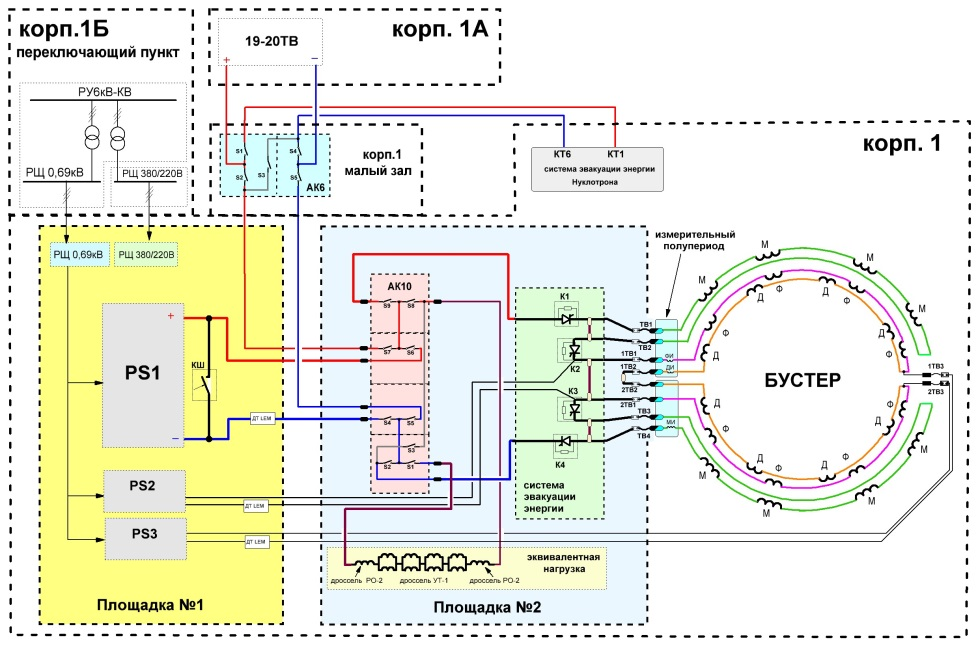 корп.1Б
переключающий пункт
РУ6кВ-КВ
РЩ 0,69кВ
РЩ 380/220В
19-20ТВ
+
−
корп. 1А
корп.1
малый зал
S1
S2
S3
S4
S5
АК6
КТ6
КТ1
система эвакуации энергии
Нуклотрона
корп. 1
РЩ 0,69кВ
РЩ 380/220В
PS1
+
−
КШ
ДТ LEM
PS2
ДТ LEM
PS3
ДТ LEM
Площадка №1
АК10
S9
S8
S7
S6
S4
S5
S3
S2
S1
К1
К2
К3
К4
система
эвакуации
энергии
эквивалентная
нагрузка
дроссель РО-2
дроссель УТ-1
дроссель РО-2
Площадка №2
измерительный
полупериод
ТВ1
ТВ2
1ТВ1
1ТВ2
2ТВ2
2ТВ1
ТВ3
ТВ4
ОИ
ДИ
МИ
БУСТЕР
М
М
М
М
М
М
М
М
Ф
Ф
Ф
Ф
Ф
Ф
Ф
Ф
Д
Д
Д
Д
Д
Д
Д
Д
1ТВ3
2ТВ3